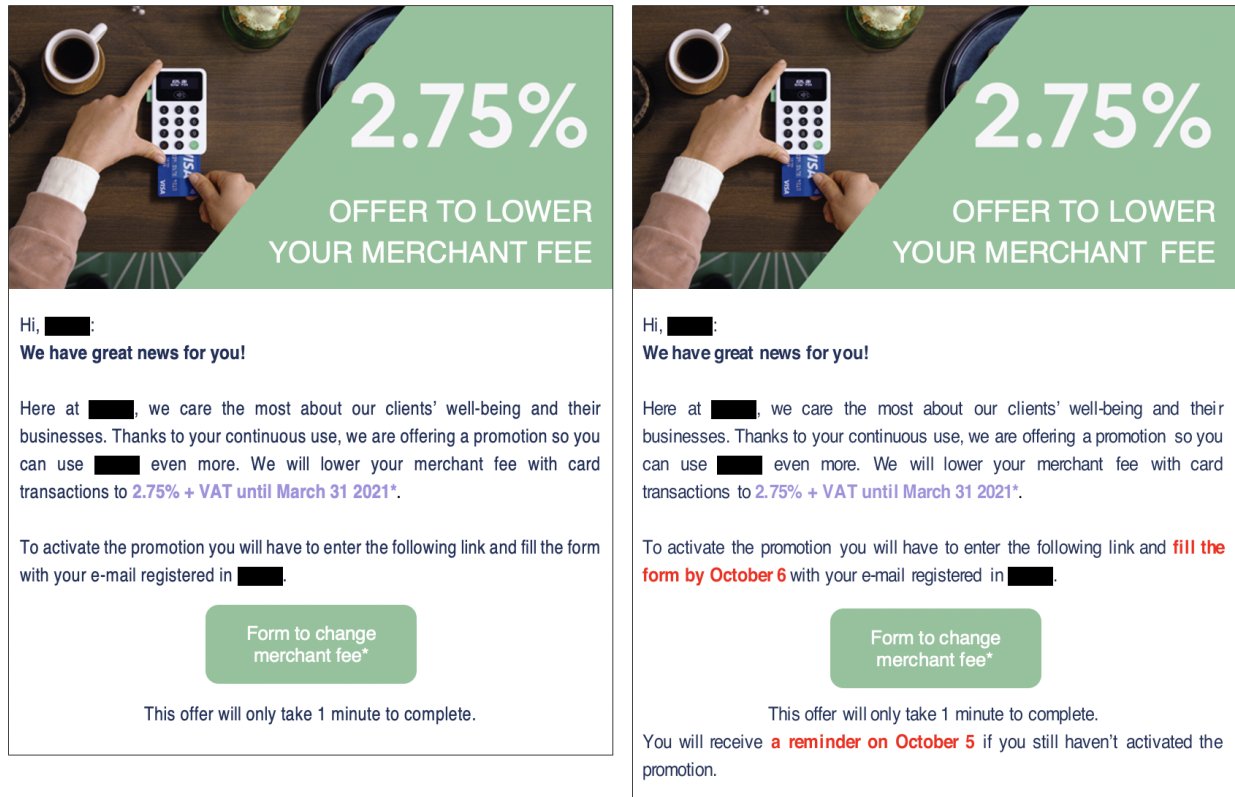 2.75%
OFFER TO LOWER
YOUR MERCHANT FEE
Hi, :
We have great news for you!
Here at , we care the most about our clients' well-being and their
businesses. Thanks to your continuous use, we are offering a promotion so you
can use even more. We will lower your merchant fee with card
transactions to 2.75% + VAT until March 31 2021*.
To activate the promotion you will have to enter the following link and fill the form
with your e-mail registered in .
Form to change
merchant fee*
This offer will only take 1 minute to complete.
VISA
VISA
2.75%
OFFER TO LOWER
YOUR MERCHANT FEE
Hi, :
We have great news for you!
Here at , we care the most about our clients' well-being and their
businesses. Thanks to your continuous use, we are offering a promotion so you
can use even more. We will lower your merchant fee with card
transactions to 2.75% + VAT until March 31 2021*.
To activate the promotion you will have to enter the following link and fill the
form by October 6 with your e-mail registered in .
Form to change
merchant fee*
This offer will only take 1 minute to complete.
You will receive a reminder on October 5 if you still haven't activated the
promotion.
VISA
VISA